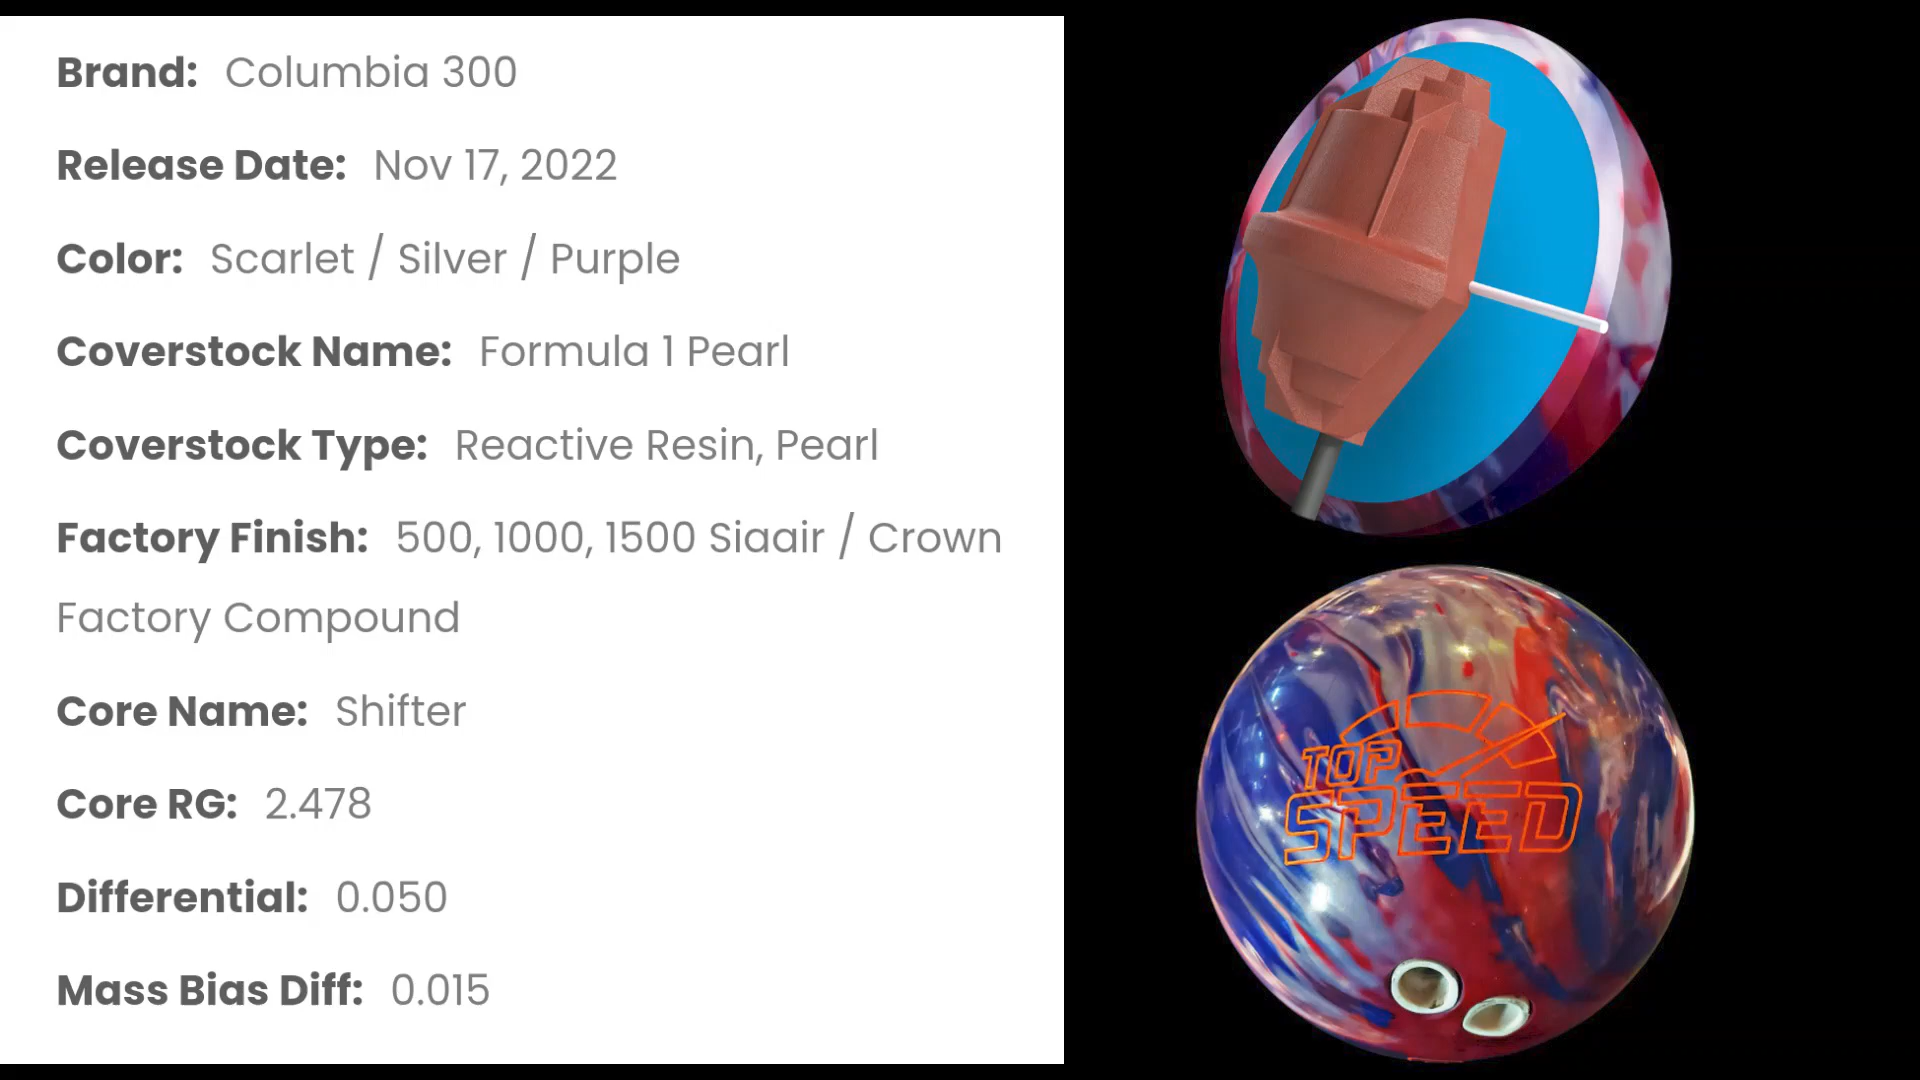 Brand: Columbia 300
Release Date: Nov 17, 2022
Color: Scarlet / Silver / Purple
Coverstock Name: Formula 1 Pearl
Coverstock Type: Reactive Resin, Pearl
Factory Finish: 500, 1000, 1500 Siaair / Crown
Factory Compound
Core Name: Shifter
Core RG: 2.478
Differential: 0.050
Mass Bias Diff: 0.015
TOP
SPEED